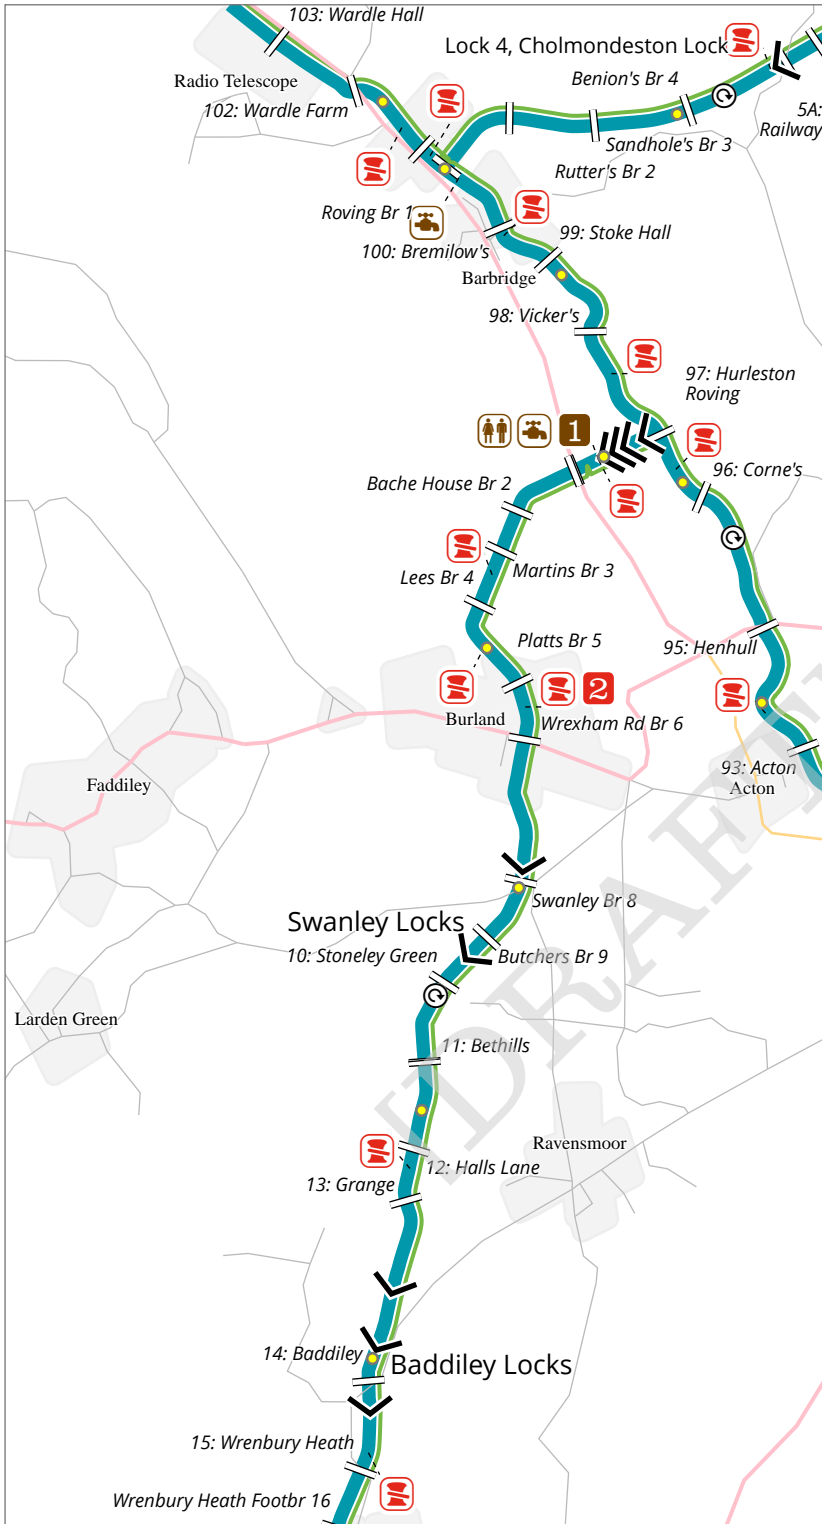 103: Wardle Hall
Lock 4, Cholmondeston Lock
Radio Telescope
Benion's Br 4
102: Wardle Farm
5A:
Railway
Sandhole's Br 3
Rutter's Br 2
Roving Br 1
99: Stoke Hall
100: Bremilow's
Barbridge
98: Vicker's
97: Hurleston
Roving
1
96: Corne's
Bache House Br 2
Martins Br 3
Lees Br 4
Platts Br 5
95: Henhull
2
Burland
Wrexham Rd Br 6
93: Acton
Acton
Faddiley
Swanley Br 8
Swanley Locks
10: Stoneley Green
Butchers Br 9
Larden Green
11: Bethills
Ravensmoor
12: Halls Lane
13: Grange
14: Baddiley
Baddiley Locks
15: Wrenbury Heath
Wrenbury Heath Footbr 16
DRAFT